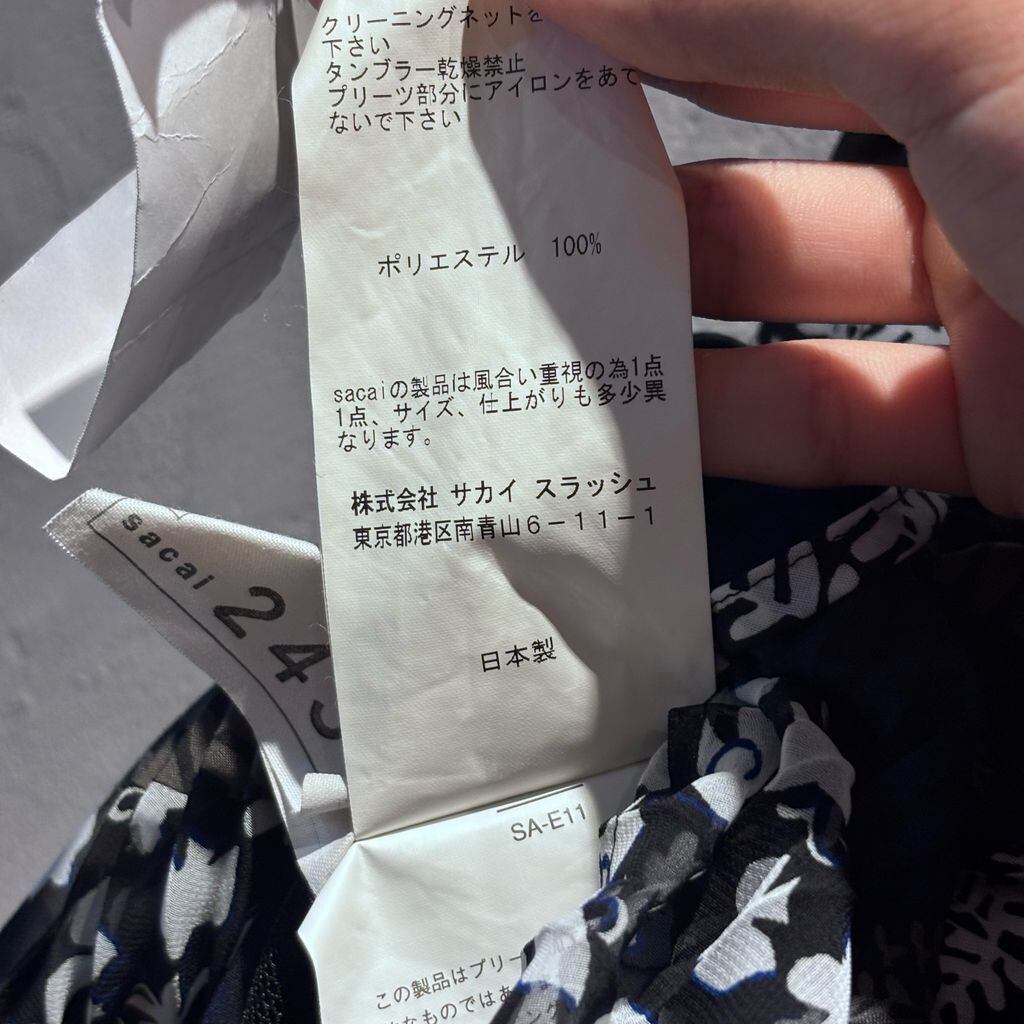 クリーニングネットを
下さい
タンブラー乾燥禁止
プリーツ部分にアイロンをあて
ないで下さい
ポリエステル 100%
sacaiの製品は風合い重視の為1点
1点、サイズ、仕上がりも多少異
なります。
株式会社 サカイ スラッシュ
東京都港区南青山6-11-1
日本製
sacai
SA-E11
この製品はプリー
なものではあ